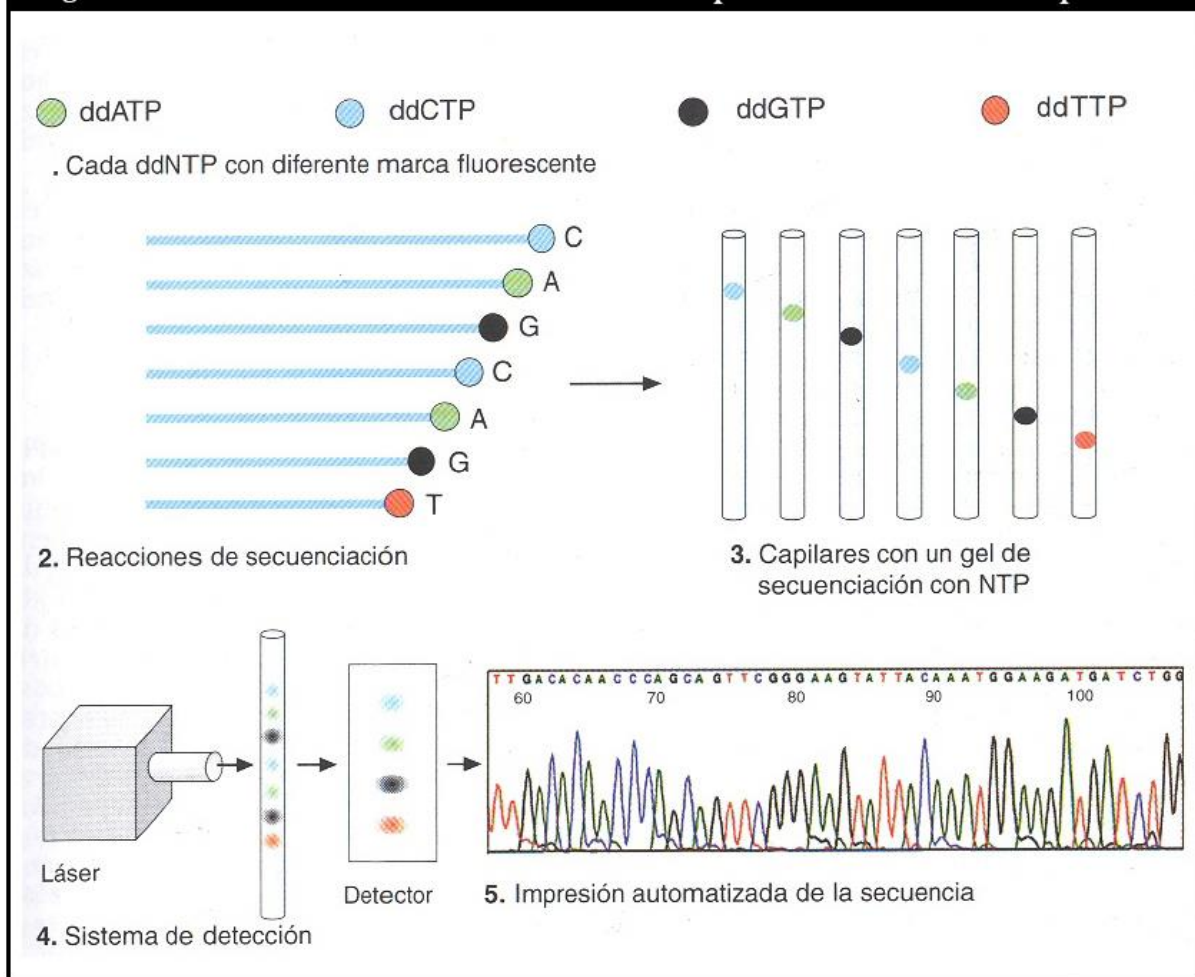 ddATP ddCTP ddGTP ddTTP
. Cada ddNTP con diferente marca fluorescente
C
A
G
C
A
G
T
2. Reacciones de secuenciación
3. Capilares con un gel de
secuenciación con NTP
TTGACACAACCCAGCAGTTCGGGAAGTATTACAAATGGAAGATGATCTGG
60 70 80 90 100
Láser
Detector
4. Sistema de detección
5. Impresión automatizada de la secuencia